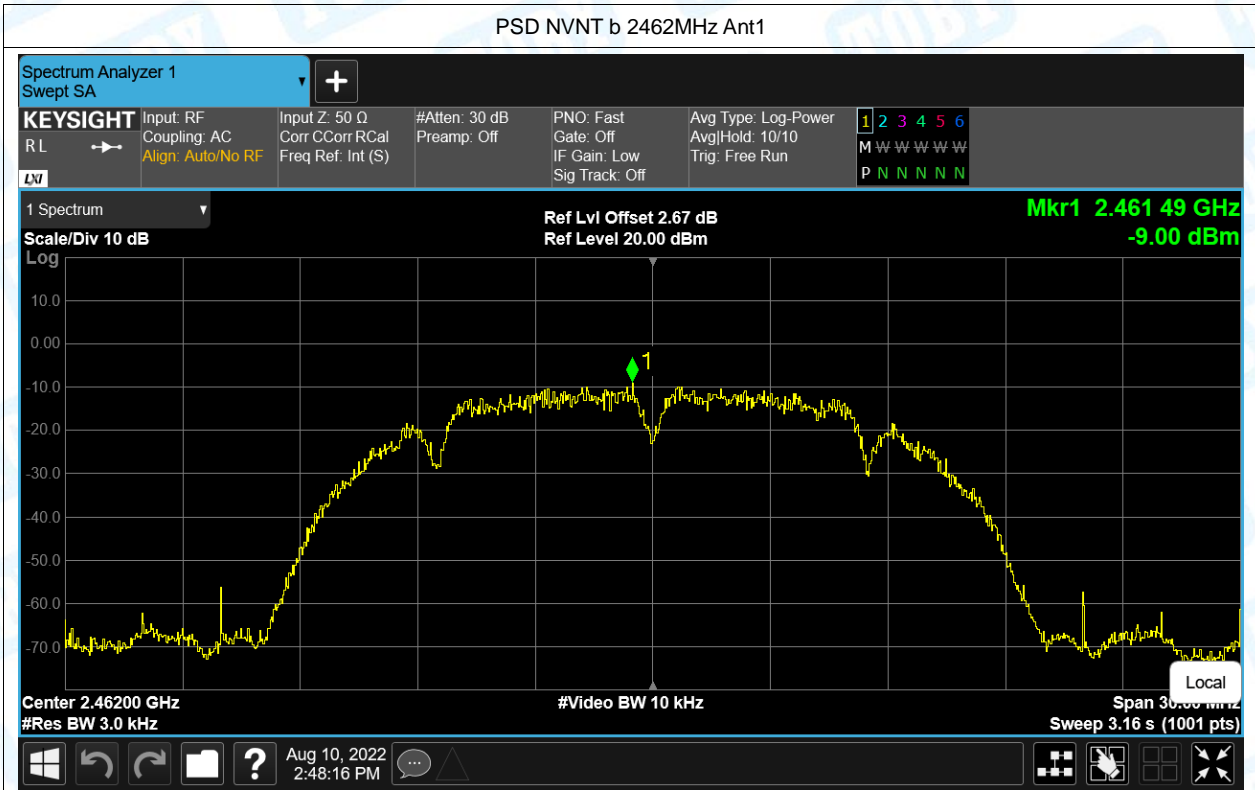 PSD NVNT b 2462MHz Ant1
Spectrum Analyzer 1
Swept SA
KEYSIGHT
RL
LXI
Input: RF
Coupling: AC
Align: Auto/No RF
Input Z: 50 Ω
Corr CCorr RCal
Freq Ref: Int (S)
#Atten: 30 dB
Preamp: Off
PNO: Fast
Gate: Off
IF Gain: Low
Sig Track: Off
Avg Type: Log-Power
Avg|Hold: 10/10
Trig: Free Run
1 2 3 4 5 6
M W W W W W W
P N N N N N
1 Spectrum
Scale/Div 10 dB
Log
Ref Lvl Offset 2.67 dB
Ref Level 20.00 dBm
Mkr1 2.461 49 GHz
-9.00 dBm
10.0
0.00
-10.0
-20.0
-30.0
-40.0
-50.0
-60.0
-70.0
1
Local
Center 2.46200 GHz
#Res BW 3.0 kHz
#Video BW 10 kHz
Span 30.00 MHz
Sweep 3.16 s (1001 pts)
?
Aug 10, 2022
2:48:16 PM